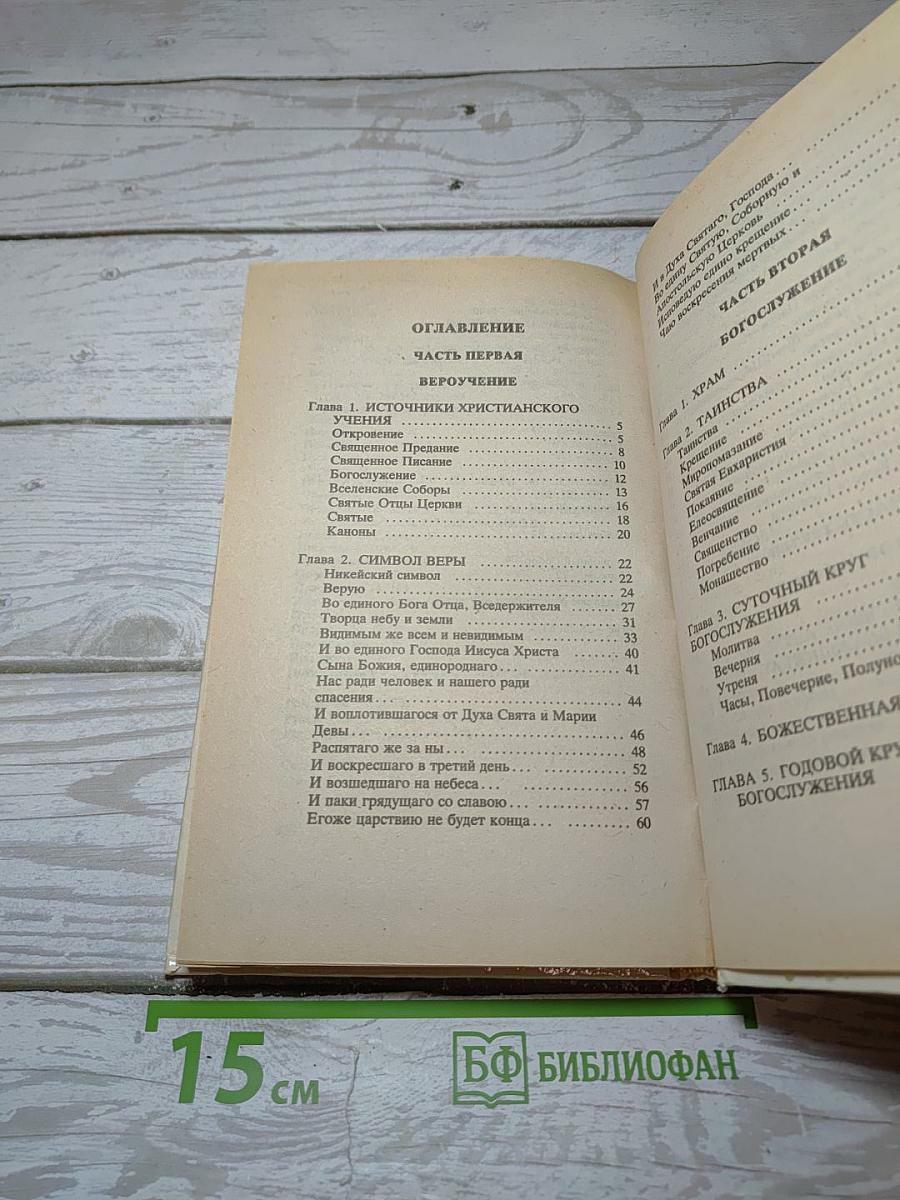 ОГЛАВЛЕНИЕ
ЧАСТЬ ПЕРВАЯ
ВЕРОУЧЕНИЕ
Глава 1. ИСТОЧНИКИ ХРИСТИАНСКОГО
УЧЕНИЯ .............................. 5
Откровение .............................. 5
Священное Предание .............................. 8
Священное Писание .............................. 10
Богослужение .............................. 12
Вселенские Соборы .............................. 13
Святые Отцы Церкви .............................. 16
Святые .............................. 18
Каноны .............................. 20
Глава 2. СИМВОЛ ВЕРЫ .............................. 22
Никейский символ .............................. 22
Верую .............................. 24
Во единого Бога Отца, Вседержителя ......... 27
Творца небу и земли .............................. 31
Видимым же всем и невидимым .............. 33
И во единого Господа Иисуса Христа ....... 40
Сына Божия, единороднаго .................... 41
Нас ради человек и нашего ради
спасения... .............................. 44
И воплотившагося от Духа Свята и Марии
Девы... .............................. 46
Распятаго же за ны... .............................. 48
И воскресшаго в третий день... .............. 52
И возшедшаго на небеса... .............. 56
И паки грядущаго со славою... .............. 57
Егоже царствию не будет конца... ......... 60
И в Духа Святаго, Господа...
Во едину Святую, Соборную и
Апостольскую Церковь
Исповедую едино крещение
Чаю воскресения мертвых...
ЧАСТЬ ВТОРАЯ
БОГОСЛУЖЕНИЕ
Глава 1. ХРАМ
Глава 2. ТАИНСТВА
Таинства
Крещение
Миропомазание
Святая Евхаристия
Покаяние
Елеосвящение
Венчание
Священство
Погребение
Монашество
Глава 3. СУТОЧНЫЙ КРУГ
БОГОСЛУЖЕНИЯ
Молитва
Вечерня
Утреня
Часы, Повечерие, Полуно
Глава 4. БОЖЕСТВЕННАЯ
ГЛАВА 5. ГОДОВОЙ КРУ
БОГОСЛУЖЕНИЯ
15 см
БФ БИБЛИОФАН